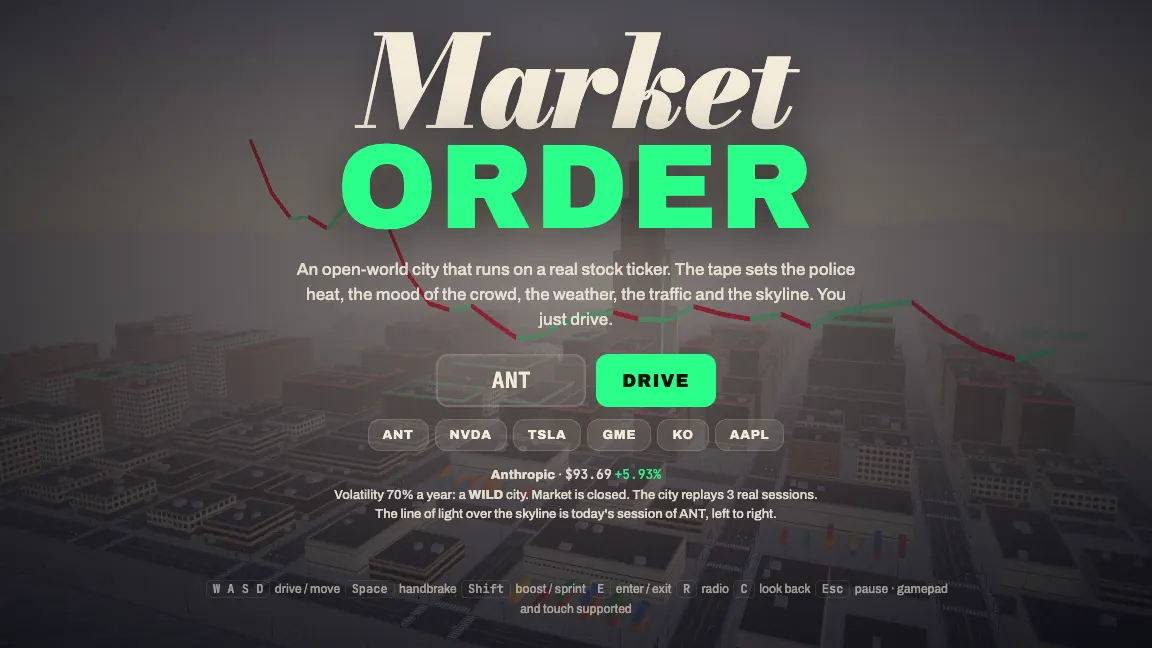 Market
ORDER
An open-world city that runs on a real stock ticker. The tape sets the police
heat, the mood of the crowd, the weather, the traffic and the skyline. You
just drive.
ANT DRIVE
ANT NVDA TSLA GME KO AAPL
Anthropic · $93.69 +5.93%
Volatility 70% a year: a WILD city. Market is closed. The city replays 3 real sessions.
The line of light over the skyline is today's session of ANT, left to right.
W A S D drive / move Space handbrake Shift boost / sprint E enter / exit R radio C look back Esc pause · gamepad
and touch supported